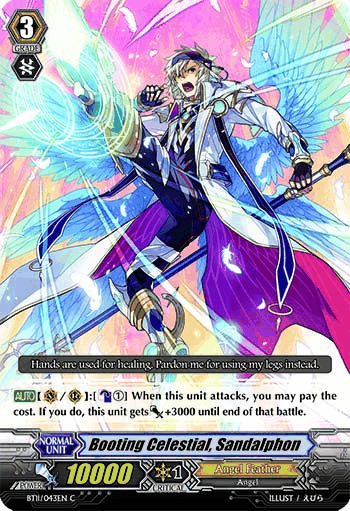 3
GRADE
Hands are used for healing. Pardon me for using my legs instead.
AUTO [ / ]:[ ①] When this unit attacks, you may pay the
cost. If you do, this unit gets +3000 until end of that battle.
NORMAL
UNIT
Booting Celestial, Sandalphon
POWER
10000
1
CRITICAL
Angel Feather
Angel
BT11/043EN C
ILLUST / えびら